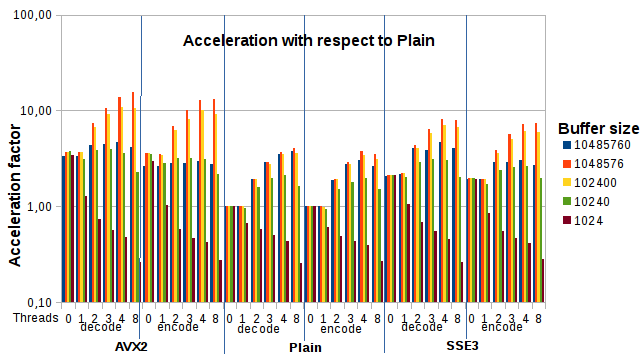 100,00
Acceleration with respect to Plain
10,00
1,00
0,10
Acceleration factor
Buffer size
10485760
1048576
102400
10240
1024
Threads 0 1 2 3 4 8 0 1 2 3 4 8 0 1 2 3 4 8 0 1 2 3 4 8 0 1 2 3 4 8 0 1 2 3 4 8
decode encode decode encode decode encode
AVX2 Plain SSE3